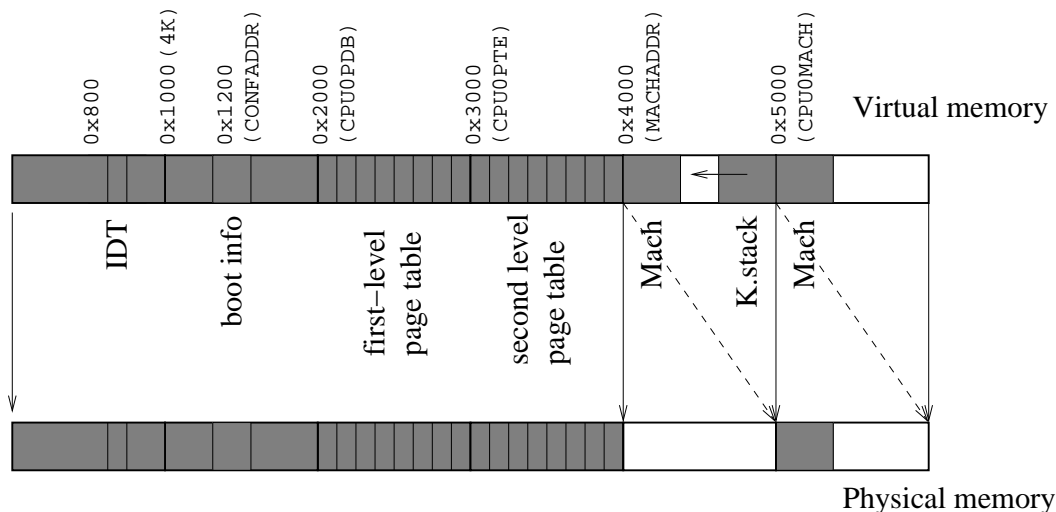 0x800
0x1000 (4K)
0x1200
(CONFADDR)
0x2000
(CPU0PDB)
0x3000
(CPU0PTE)
0x4000
(MACHADDR)
0x5000
(CPU0MACH)
Virtual memory
IDT
boot info
first-level
page table
second level
page table
Mach
K.stack
Mach
Physical memory